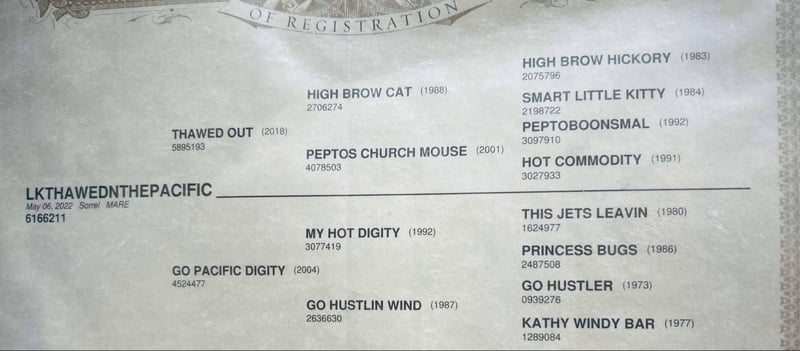 OF REGISTRATION
HIGH BROW HICKORY (1983)
2075796
HIGH BROW CAT (1988)
2706274
SMART LITTLE KITTY (1984)
2198722
THAWED OUT (2018)
5895193
PEPTOBOONSMAL (1992)
3097910
PEPTOS CHURCH MOUSE (2001)
4078503
HOT COMMODITY (1991)
3027933
LKTHAWEDNTHEPACIFIC
May 06, 2022 Sorrel MARE
6166211
THIS JETS LEAVIN (1980)
1624977
MY HOT DIGITY (1992)
3077419
PRINCESS BUGS (1986)
2487508
GO PACIFIC DIGITY (2004)
4524477
GO HUSTLER (1973)
0939276
GO HUSTLIN WIND (1987)
2636630
KATHY WINDY BAR (1977)
1289084